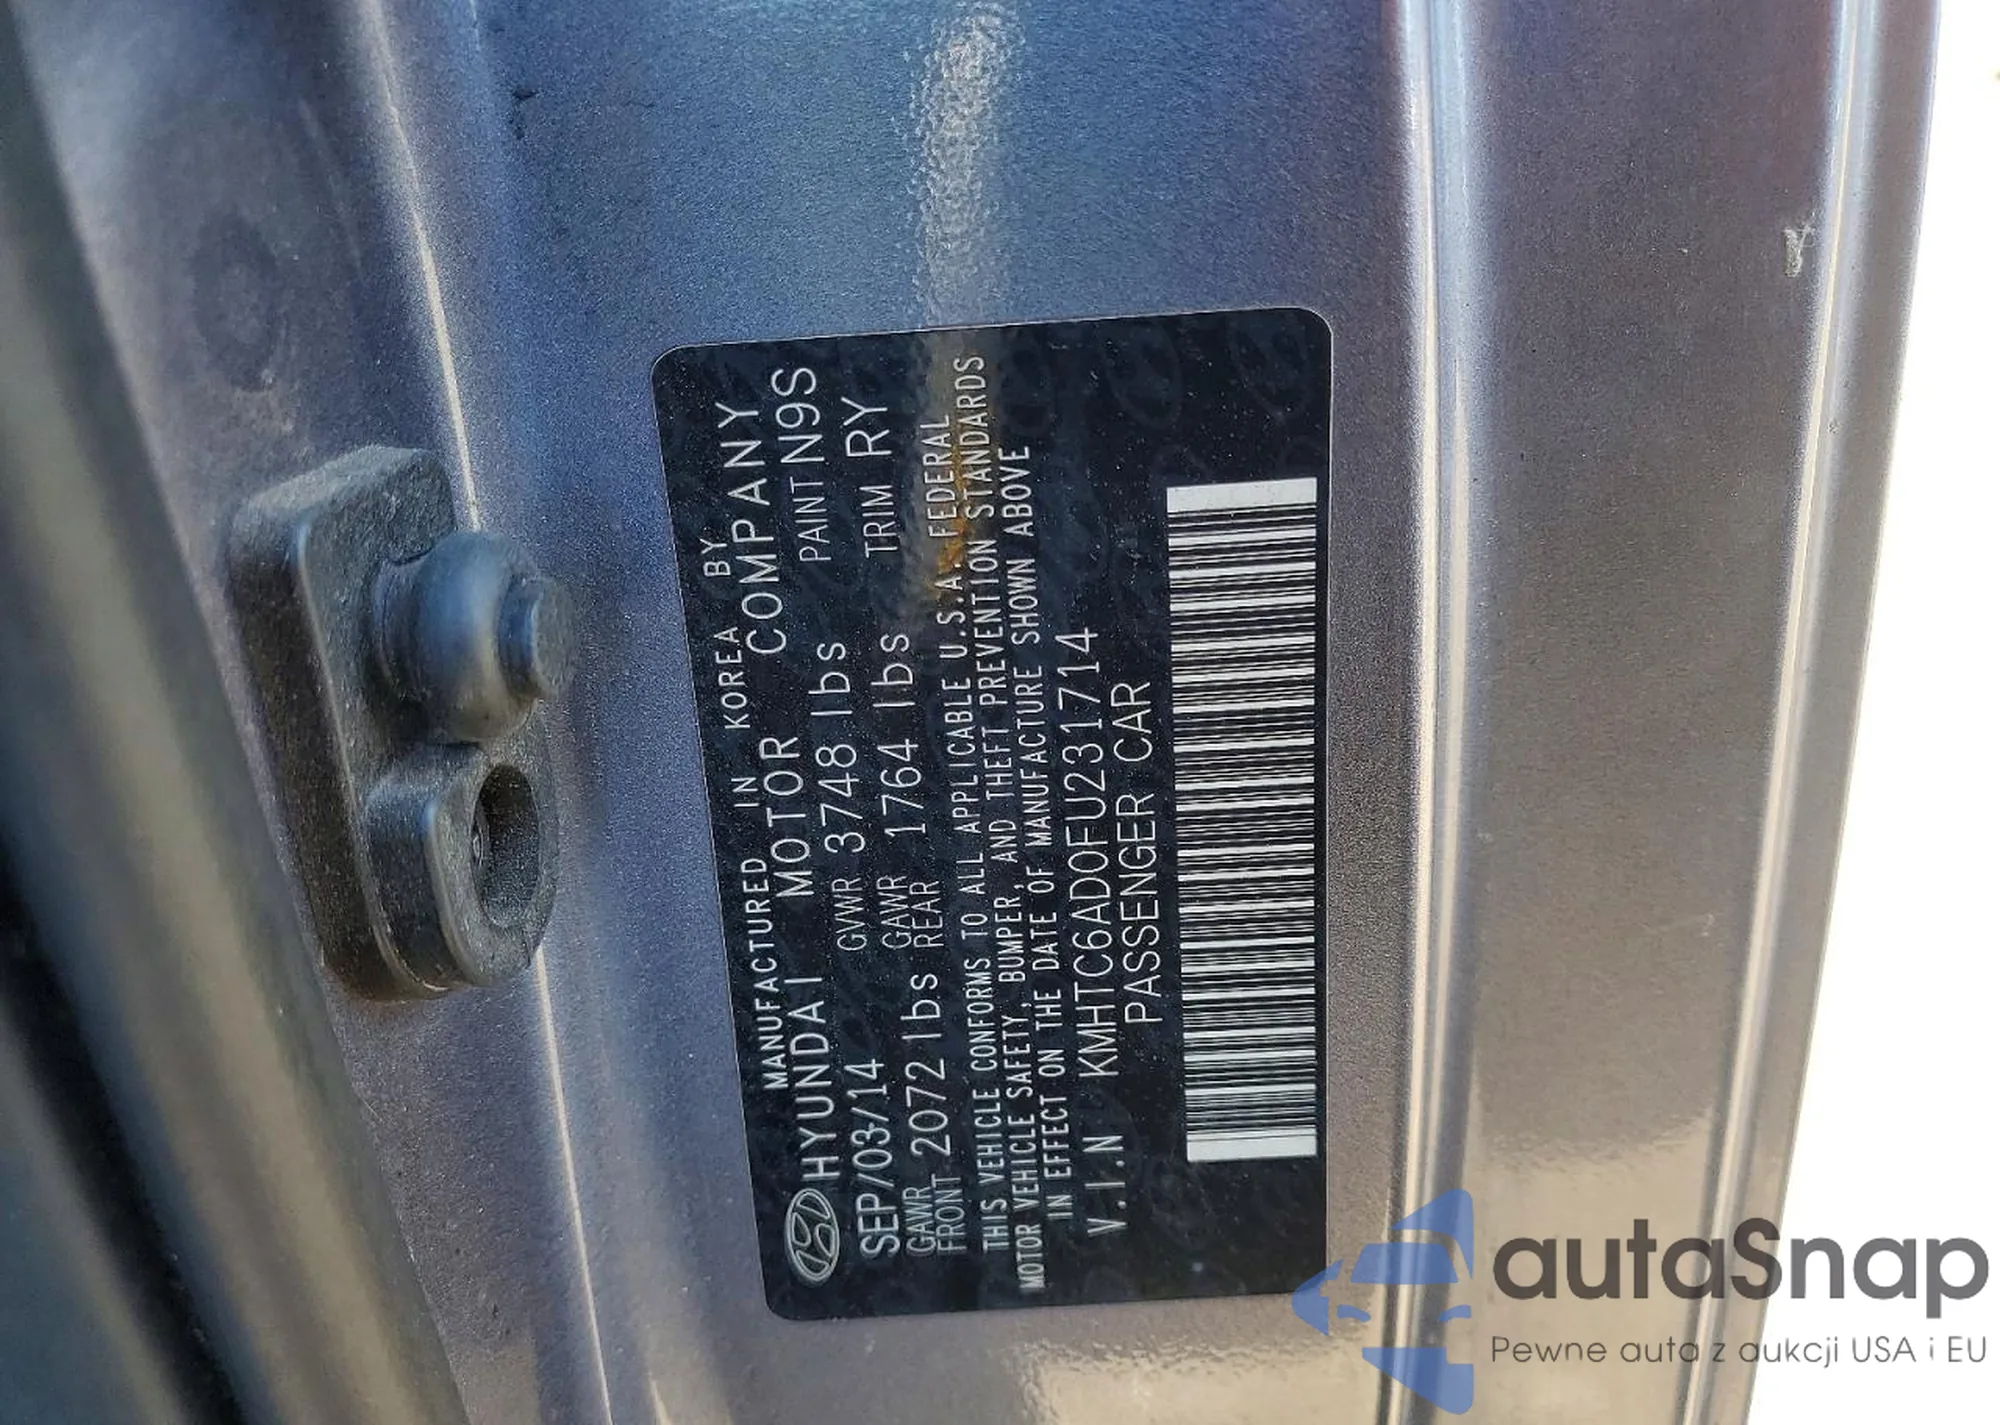 MANUFACTURED IN KOREA BY
HYUNDAI MOTOR COMPANY
SEP/03/14 GVWR 3748 lbs PAINT N9S
GAWR FRONT 2072 lbs GAWR REAR 1764 lbs TRIM RY
THIS VEHICLE CONFORMS TO ALL APPLICABLE U.S.A. FEDERAL
MOTOR VEHICLE SAFETY, BUMPER, AND THEFT PREVENTION STANDARDS
IN EFFECT ON THE DATE OF MANUFACTURE SHOWN ABOVE
V.I.N KMHTC6AD0FU231714
PASSENGER CAR
autaSnap
Pewne auta z aukcji USA i EU